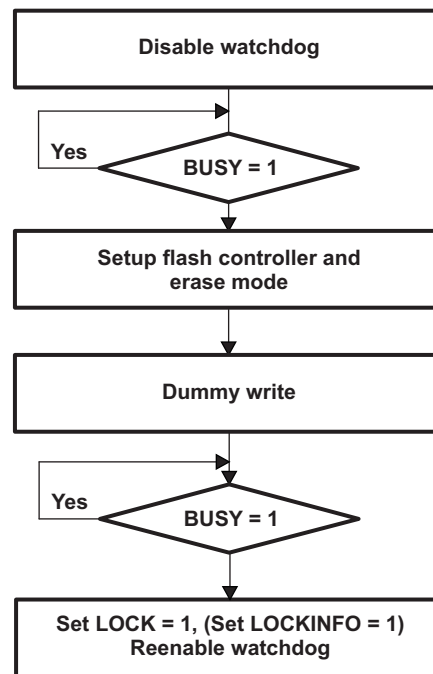 Disable watchdog
Yes
BUSY = 1
Setup flash controller and
erase mode
Dummy write
Yes
BUSY = 1
Set LOCK = 1, (Set LOCKINFO = 1)
Reenable watchdog